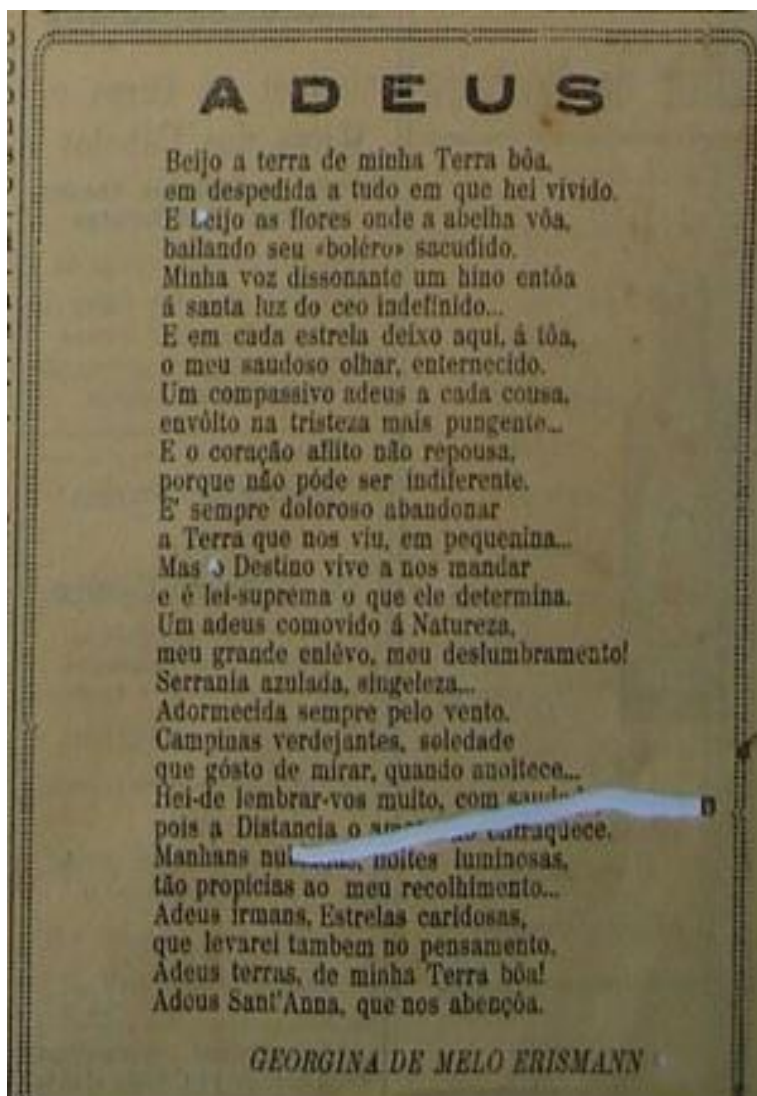 ADEUS
Beijo a terra de minha Terra bôa,
em despedida a tudo em que hei vivido.
E beijo as flores onde a abelha vôa,
bailando seu «boléro» sacudido.
Minha voz dissonante um hino entôa
á santa luz do ceo indefinido...
E em cada estrela deixo aqui, á tôa,
o meu saudoso olhar, enternecido.
Um compassivo adeus a cada cousa,
envôlto na tristeza mais pungente...
E o coração aflito não repousa,
porque não póde ser indiferente.
E' sempre doloroso abandonar
a Terra que nos viu, em pequenina...
Mas o Destino vive a nos mandar
e é lei-suprema o que ele determina.
Um adeus comovido á Natureza,
meu grande enlêvo, meu deslumbramento!
Serrania azulada, singeleza...
Adormecida sempre pelo vento.
Campinas verdejantes, soledade
que gósto de mirar, quando anoitece...
Hei-de lembrar-vos muito, com
pois a Distancia o
Manhans noites luminosas,
tão propicias ao meu recolhimento...
Adeus irmans, Estrelas caridosas,
que levarei tambem no pensamento.
Adeus terras, de minha Terra bôa!
Adeus Sant'Anna, que nos abençôa.
GEORGINA DE MELO ERISMANN